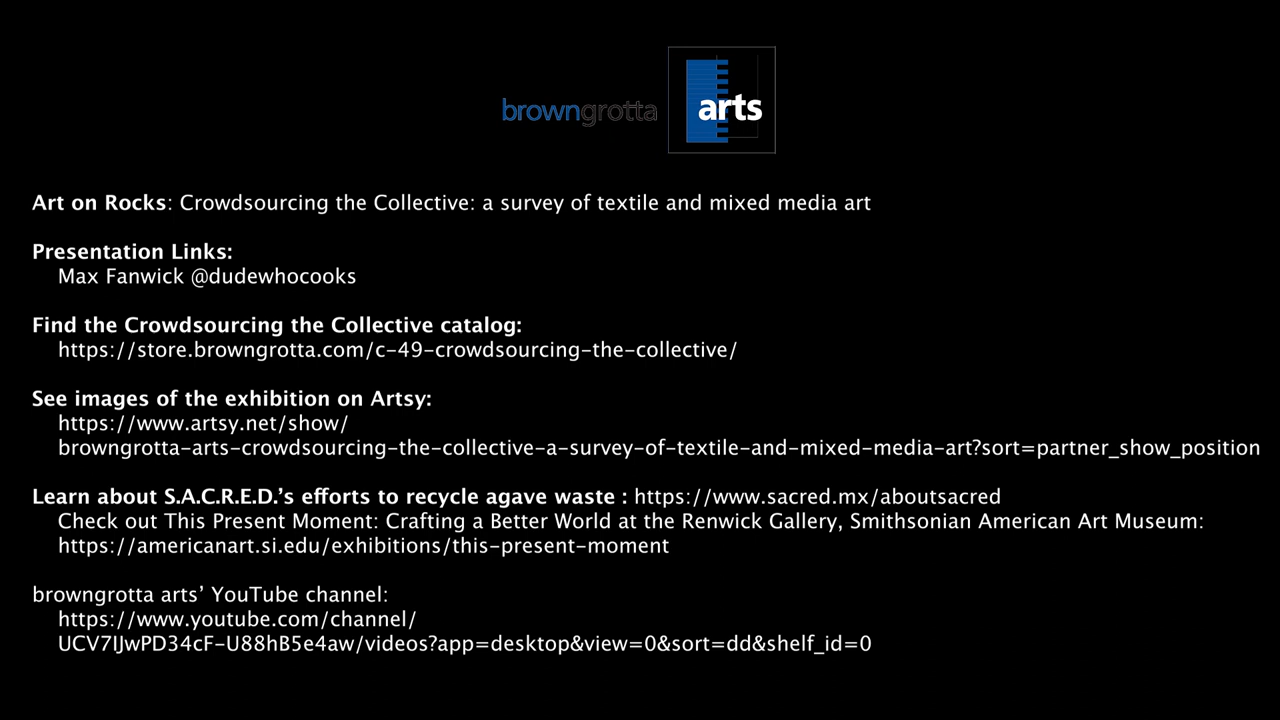 browngrotta arts
Art on Rocks: Crowdsourcing the Collective: a survey of textile and mixed media art
Presentation Links:
Max Fanwick @dudewhocooks
Find the Crowdsourcing the Collective catalog:
https://store.browngrotta.com/c-49-crowdsourcing-the-collective/
See images of the exhibition on Artsy:
https://www.artsy.net/show/
browngrotta-arts-crowdsourcing-the-collective-a-survey-of-textile-and-mixed-media-art?sort=partner_show_position
Learn about S.A.C.R.E.D.’s efforts to recycle agave waste : https://www.sacred.mx/aboutsacred
Check out This Present Moment: Crafting a Better World at the Renwick Gallery, Smithsonian American Art Museum:
https://americanart.si.edu/exhibitions/this-present-moment
browngrotta arts’ YouTube channel:
https://www.youtube.com/channel/
UCV7IJwPD34cF-U88hB5e4aw/videos?app=desktop&view=0&sort=dd&shelf_id=0